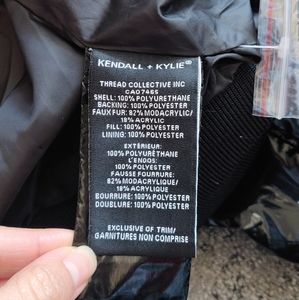 KENDALL + KYLIE®
THREAD COLLECTIVE INC
CA07465
SHELL: 100% POLYURETHANE
BACKING: 100% POLYESTER
FAUX FUR: 82% MODACRYLIC/
18% ACRYLIC
FILL: 100% POLYESTER
LINING: 100% POLYESTER
EXTÉRIEUR:
100% POLYURETHANE
L'ENDOS:
100% POLYESTER
FAUSSE FOURRURE:
82% MODACRYLIQUE/
18% ACRYLIQUE
BOURRURE: 100% POLYESTER
DOUBLURE: 100% POLYESTER
EXCLUSIVE OF TRIM/
GARNITURES NON COMPRISE